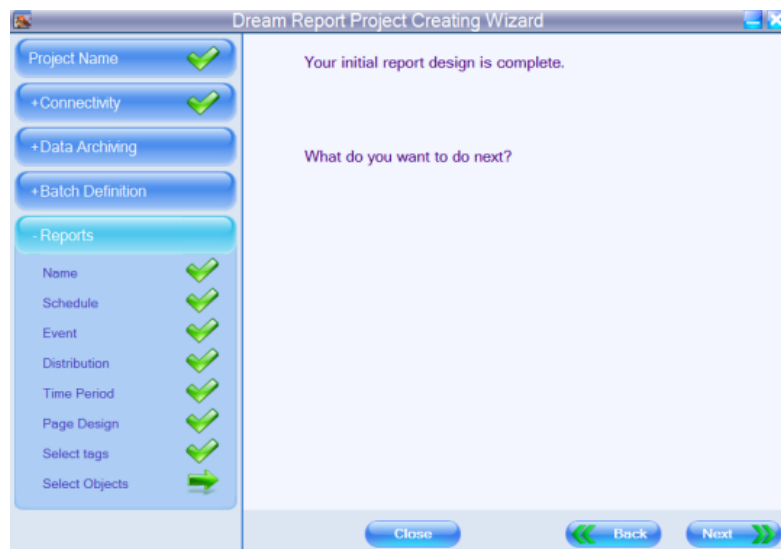 Dream Report Project Creating Wizard
Project Name
+Connectivity
+Data Archiving
+Batch Definition
- Reports
Name
Schedule
Event
Distribution
Time Period
Page Design
Select tags
Select Objects
Your initial report design is complete.
What do you want to do next?
Close
Back
Next